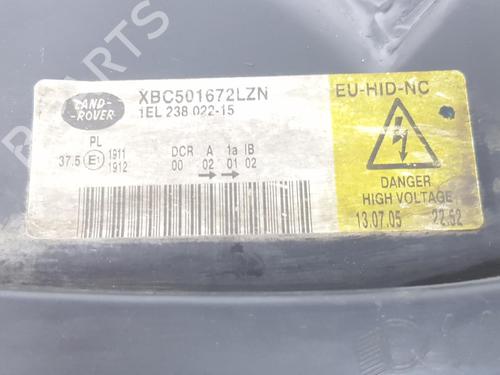 PARTS
LAND-
ROVER
XBC501672LZN
1EL 238 022-15
PL
37.5 E1 1911
1912
DCR A 1a IB
00 02 01 02
→ →
EU-HID-NC
DANGER
HIGH VOLTAGE
13.07.05 22.52